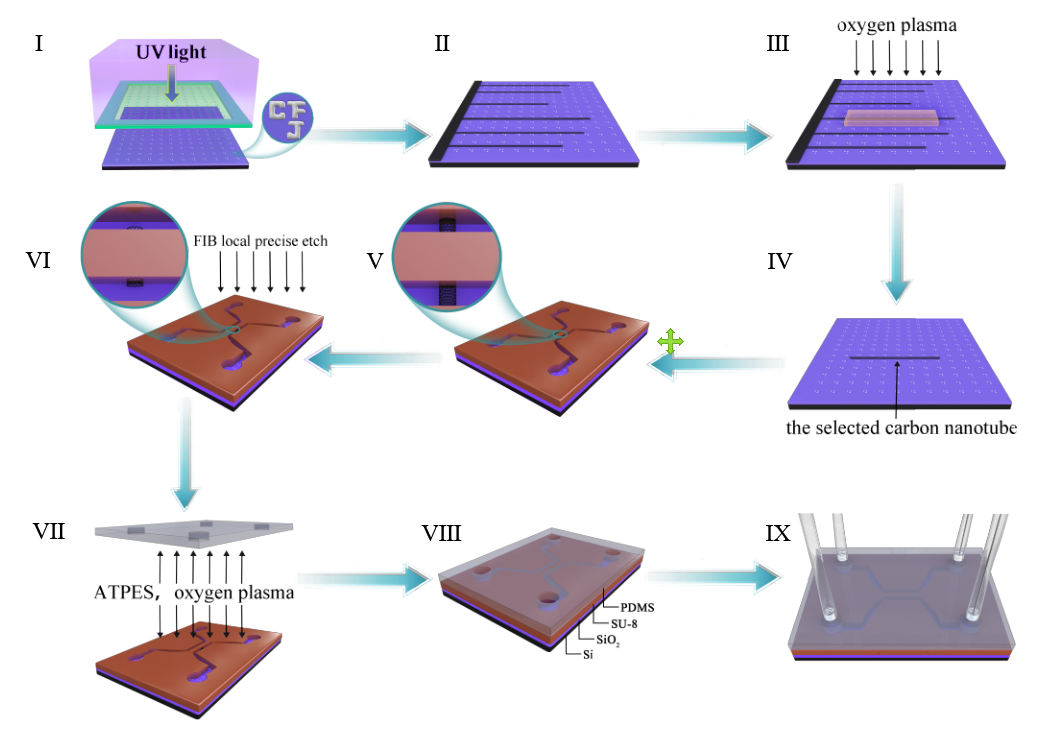 I
UV light
CF
J
II
III
oxygen plasma
VI
FIB local precise etch
V
IV
the selected carbon nanotube
VII
ATPES, oxygen plasma
VIII
PDMS
SU-8
SiO₂
Si
IX